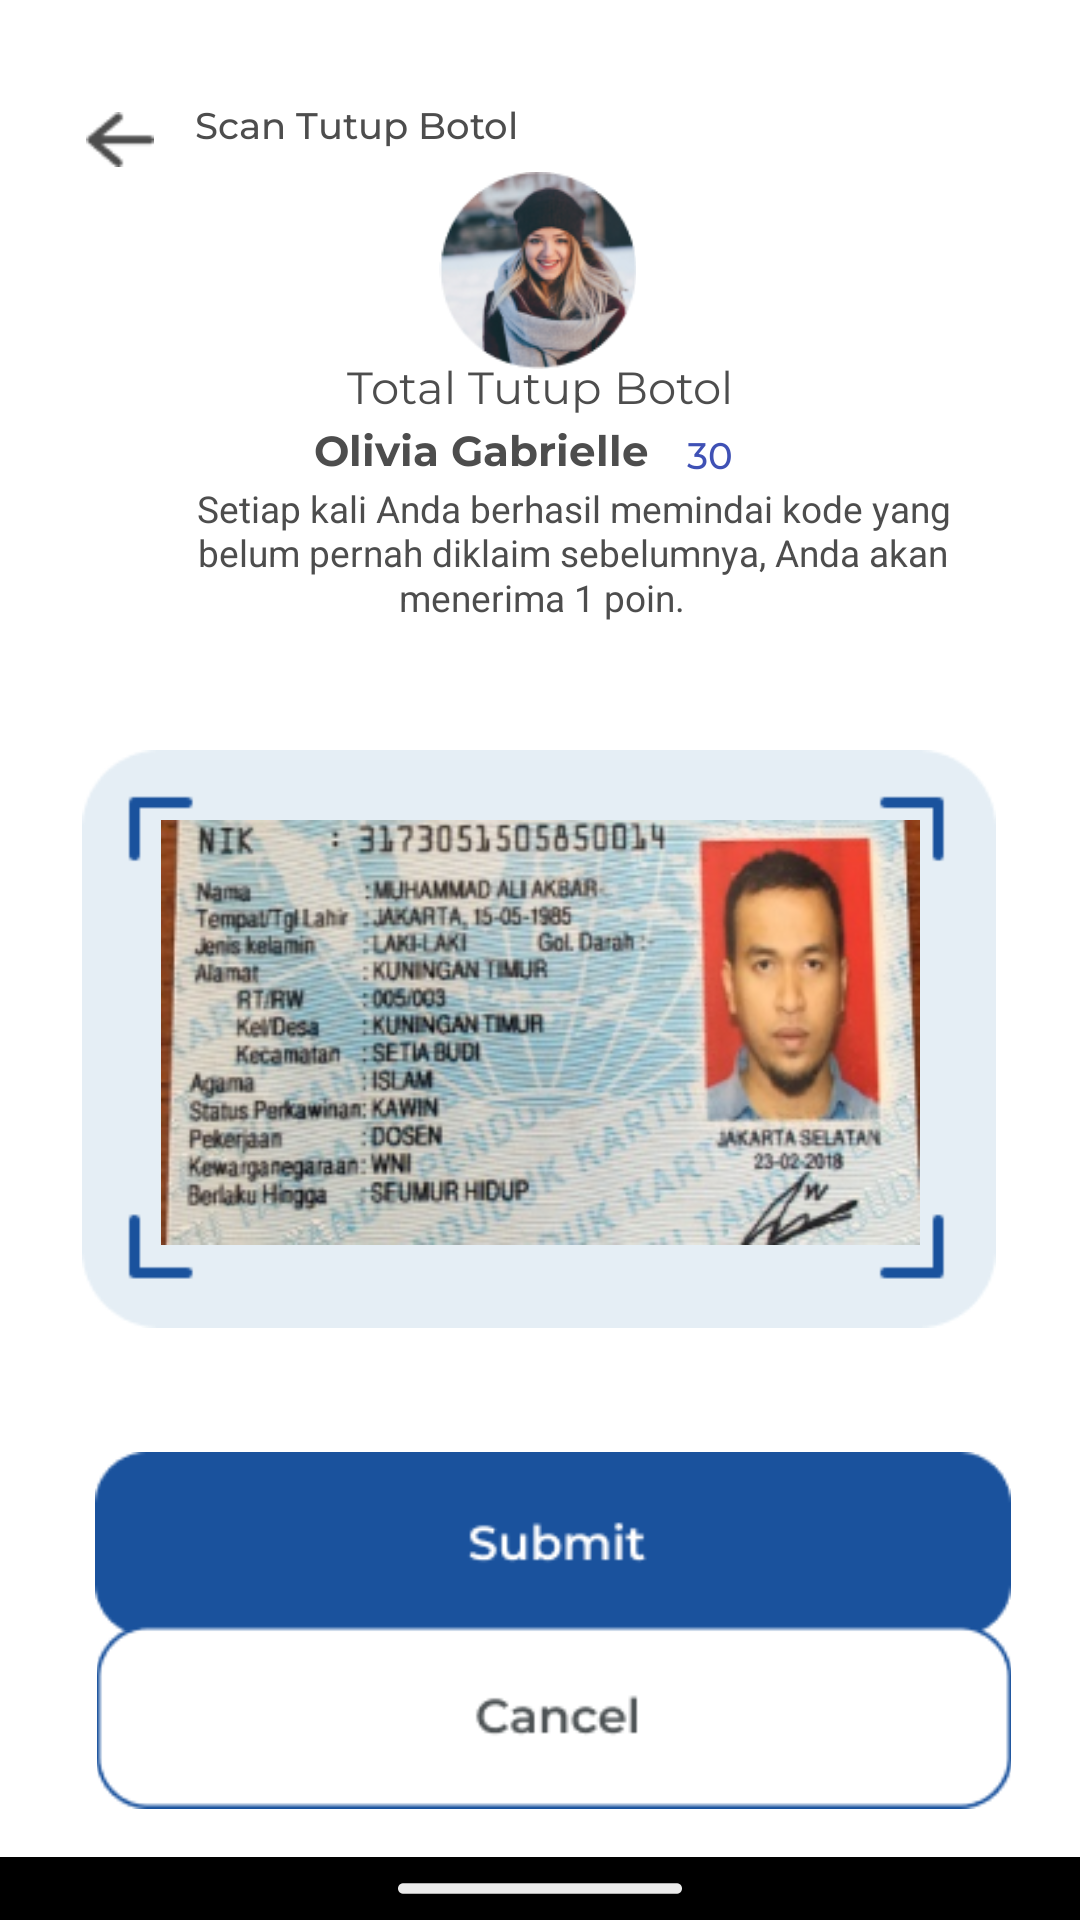 Scan Tutup Botol
Total Tutup Botol
Olivia Gabrielle 30
Setiap kali Anda berhasil memindai kode yang
belum pernah diklaim sebelumnya, Anda akan
menerima 1 poin.
NIK : 3173051505850014
Nama : MUHAMMAD ALI AKBAR
Tempat/Tgl Lahir : JAKARTA, 15-05-1985
Jenis kelamin : LAKI-LAKI Gol. Darah :-
Alamat : KUNINGAN TIMUR
RT/RW : 005/003
Kel/Desa : KUNINGAN TIMUR
Kecamatan : SETIA BUDI
Agama : ISLAM
Status Perkawinan: KAWIN
Pekerjaan : DOSEN
Kewarganegaraan: WNI
Berlaku Hingga : SEUMUR HIDUP
JAKARTA SELATAN
23-02-2018
Submit
Cancel